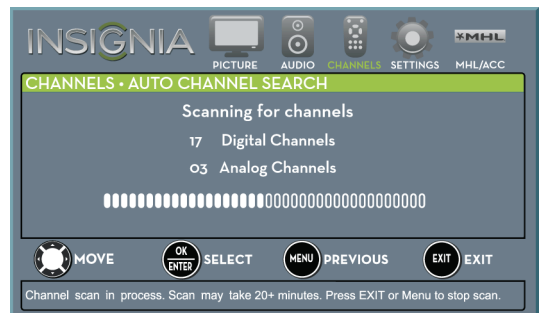 INSIGNIA
PICTURE AUDIO CHANNELS SETTINGS MHL MHL/ACC
CHANNELS • AUTO CHANNEL SEARCH
Scanning for channels
17 Digital Channels
03 Analog Channels
MOVE OK ENTER SELECT MENU PREVIOUS EXIT EXIT
Channel scan in process. Scan may take 20+ minutes. Press EXIT or Menu to stop scan.